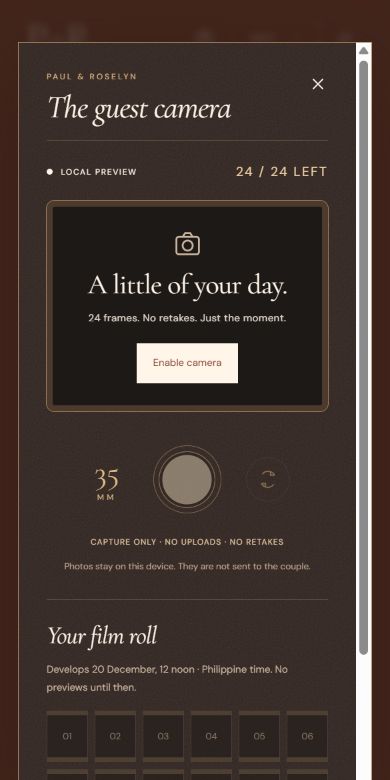 PAUL & ROSELYN
The guest camera
LOCAL PREVIEW
24 / 24 LEFT
A little of your day.
24 frames. No retakes. Just the moment.
Enable camera
35
MM
CAPTURE ONLY · NO UPLOADS · NO RETAKES
Photos stay on this device. They are not sent to the couple.
Your film roll
Develops 20 December, 12 noon · Philippine time. No
previews until then.
01 02 03 04 05 06